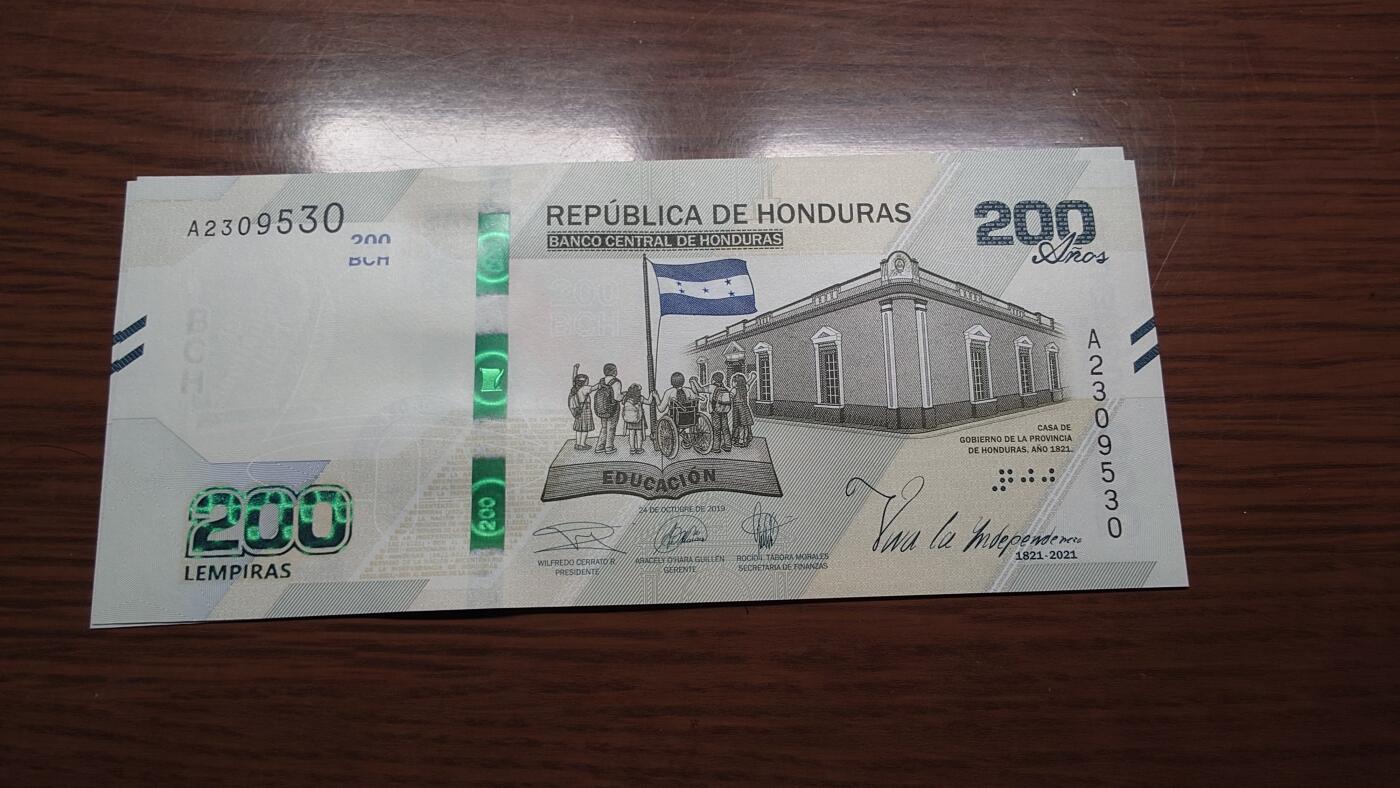 A2309530
200
BCH
200
LEMPIRAS
200
REPÚBLICA DE HONDURAS
BANCO CENTRAL DE HONDURAS
200
BCH
EDUCACIÓN
24 DE OCTUBRE DE 2019
WILFREDO CERRATO R.
PRESIDENTE
ARACELY O'HARA GUILLÉN
GERENTE
ROCÍO I. TÁBORA MORALES
SECRETARIA DE FINANZAS
200
Años
A2309530
CASA DE
GOBIERNO DE LA PROVINCIA
DE HONDURAS, AÑO 1821.
Viva la Independencia
1821-2021